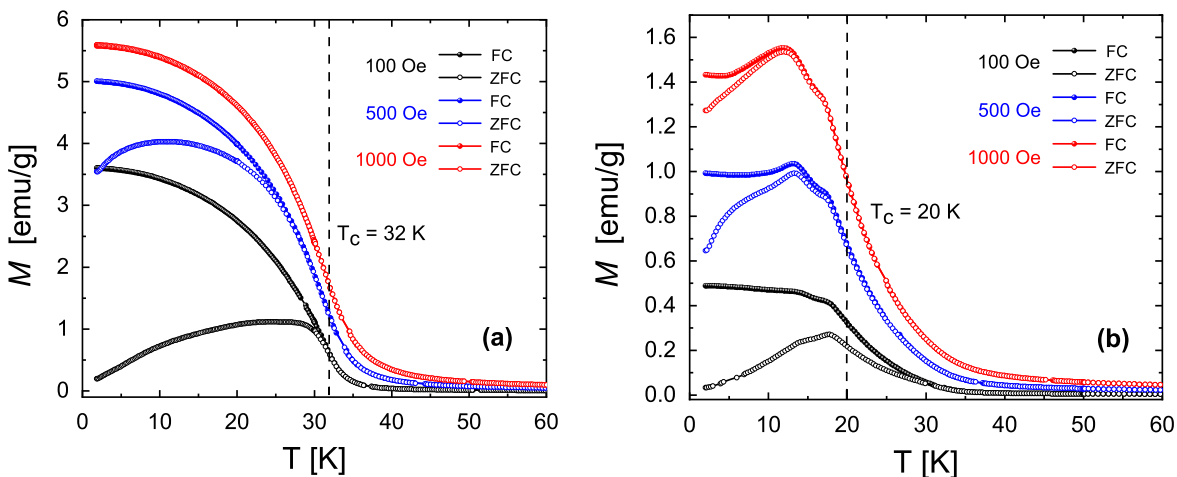 6
5
4
3
2
1
0
M [emu/g]
0 10 20 30 40 50 60
T [K]
100 Oe
500 Oe
1000 Oe
FC
ZFC
FC
ZFC
FC
ZFC
T_C = 32 K
(a)
1.6
1.4
1.2
1.0
0.8
0.6
0.4
0.2
0.0
M [emu/g]
0 10 20 30 40 50 60
T [K]
100 Oe
500 Oe
1000 Oe
FC
ZFC
FC
ZFC
FC
ZFC
T_C = 20 K
(b)